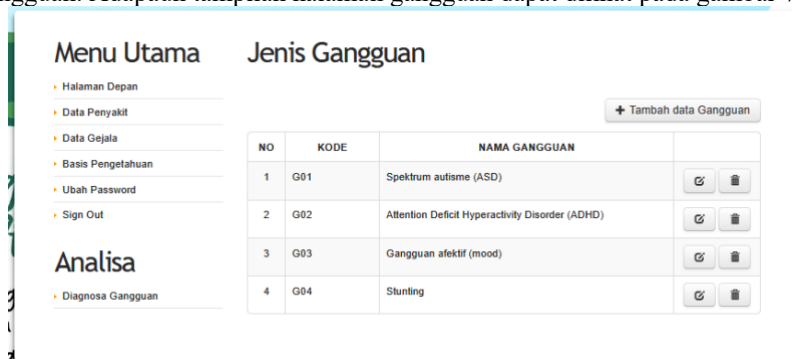 Menu Utama
Halaman Depan
Data Penyakit
Data Gejala
Basis Pengetahuan
Ubah Password
Sign Out
Analisa
Diagnosa Gangguan
Jenis Gangguan
+ Tambah data Gangguan
NO KODE NAMA GANGGUAN
1 G01 Spektrum autisme (ASD)
2 G02 Attention Deficit Hyperactivity Disorder (ADHD)
3 G03 Gangguan afektif (mood)
4 G04 Stunting